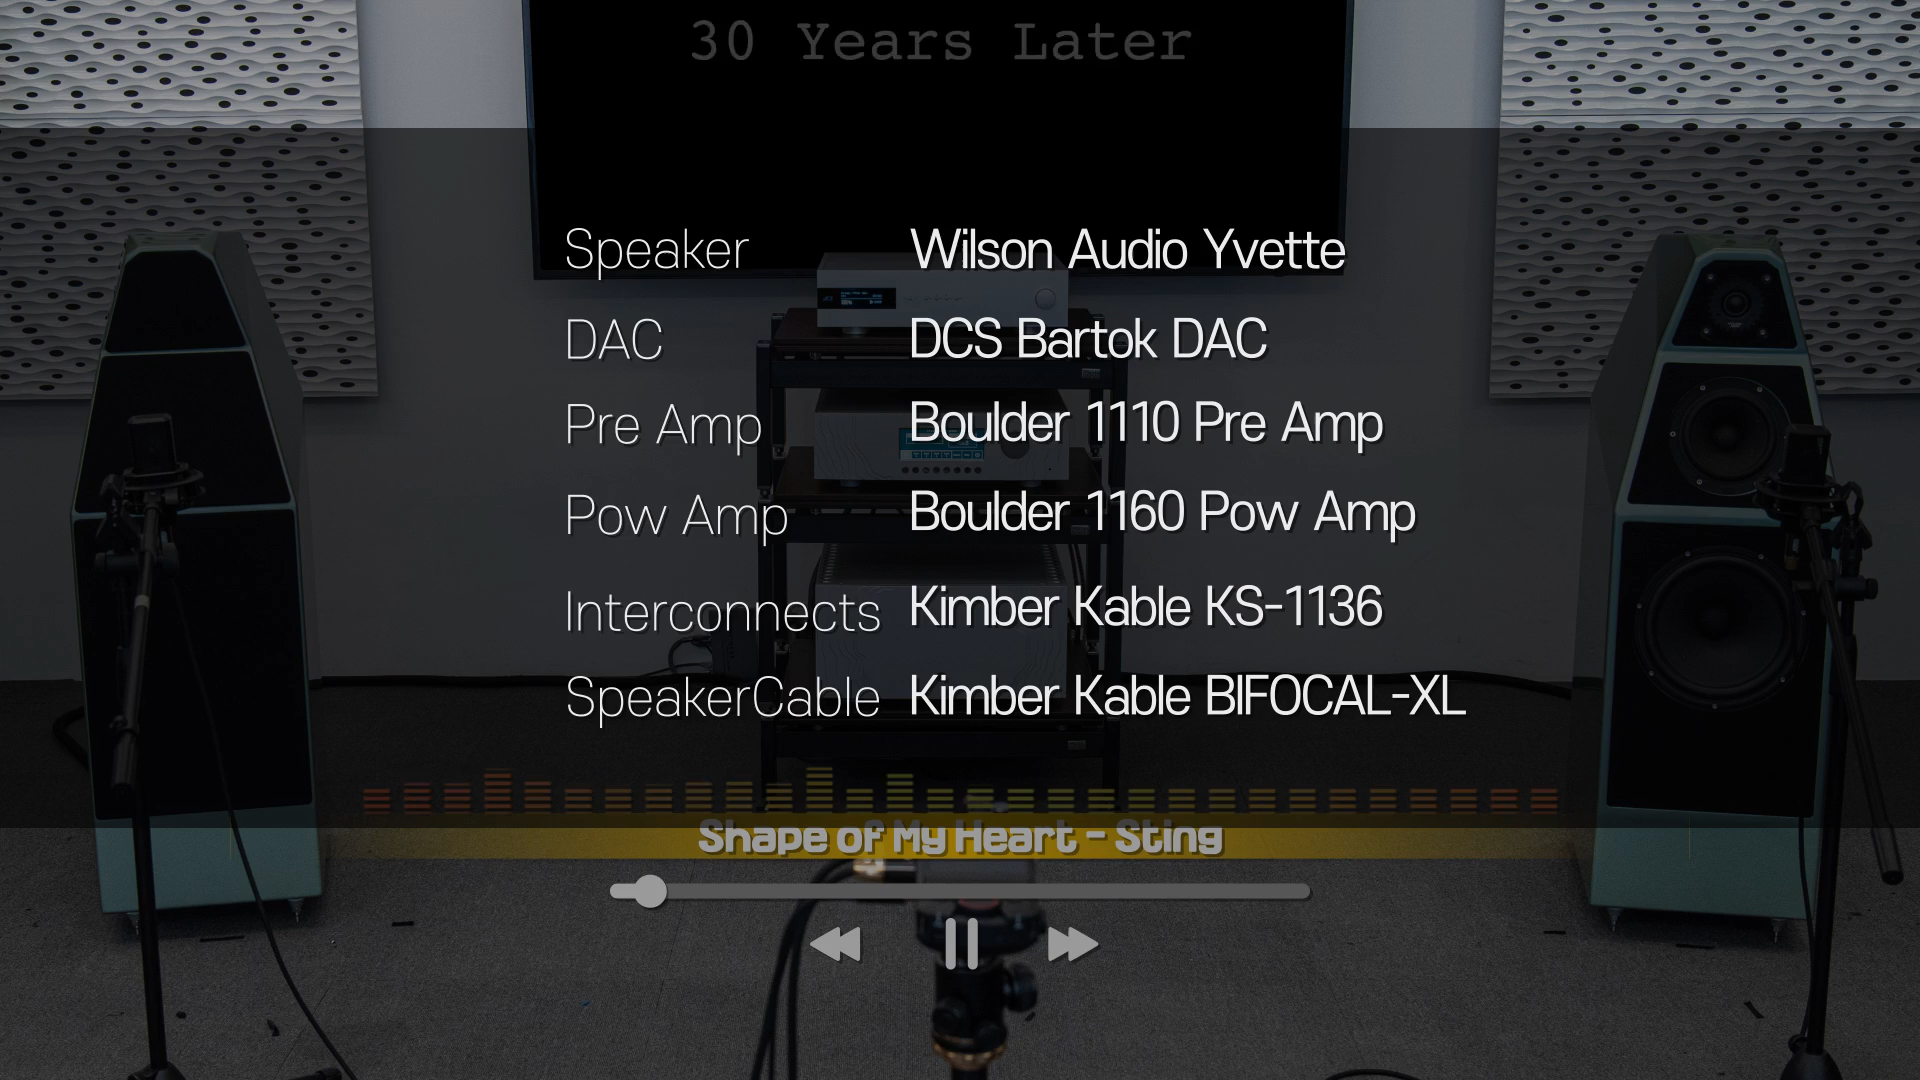 30 Years Later
Speaker Wilson Audio Yvette
DAC DCS Bartok DAC
Pre Amp Boulder 1110 Pre Amp
Pow Amp Boulder 1160 Pow Amp
Interconnects Kimber Kable KS-1136
SpeakerCable Kimber Kable BIFOCAL-XL
Shape of My Heart - Sting